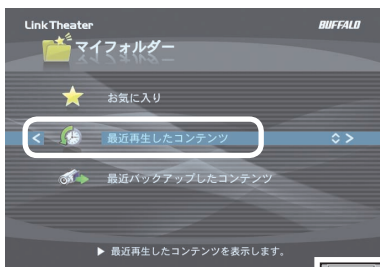 LinkTheater
BUFFALO
マイフォルダー
お気に入り
最近再生したコンテンツ
最近バックアップしたコンテンツ
▶ 最近再生したコンテンツを表示します。